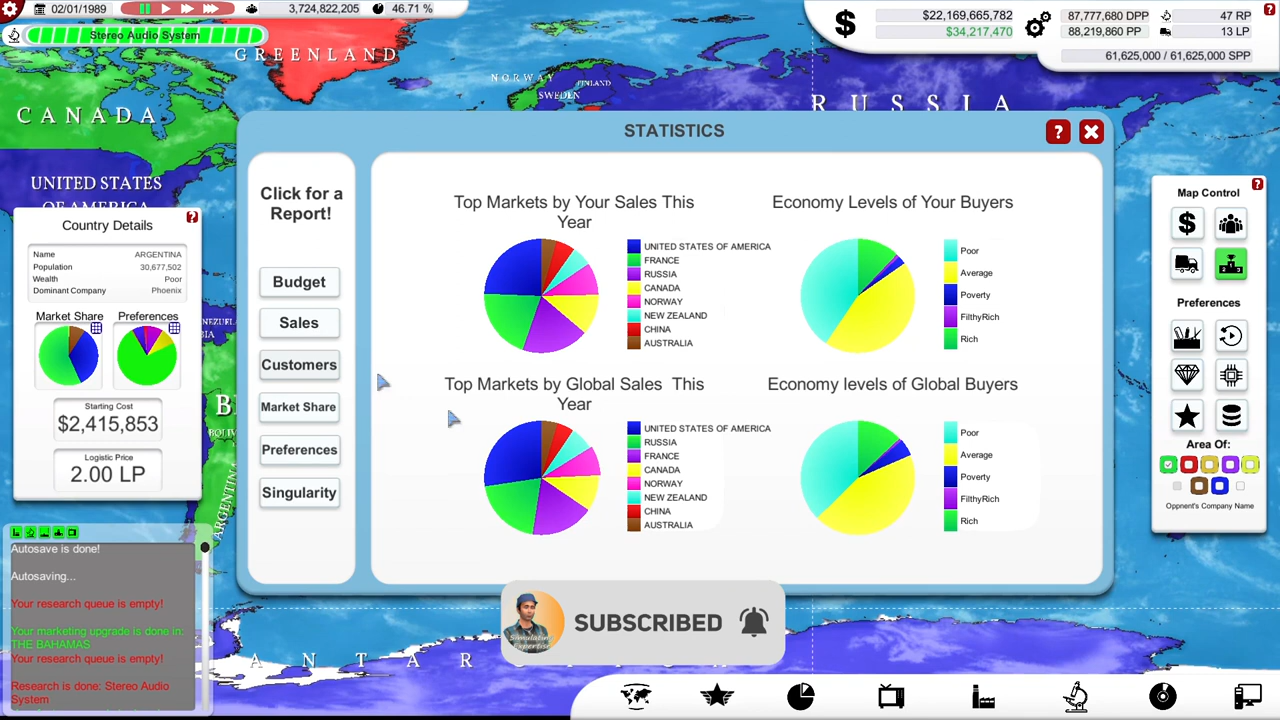 02/01/1989
3,724,822,205
46.71 %
$22,169,665,782
$34,217,470
87,777,680 DPP
88,219,860 PP
47 RP
13 LP
61,625,000 / 61,625,000 SPP
Stereo Audio System
GREENLAND
NORWAY
FINLAND
SWEDEN
RUSSIA
CANADA
UNITED STATES
OF AMERICA
STATISTICS
Click for a
Report!
Budget
Sales
Customers
Market Share
Preferences
Singularity
Top Markets by Your Sales This
Year
UNITED STATES OF AMERICA
FRANCE
RUSSIA
CANADA
NORWAY
NEW ZEALAND
CHINA
AUSTRALIA
Economy Levels of Your Buyers
Poor
Average
Poverty
FilthyRich
Rich
Top Markets by Global Sales This
Year
UNITED STATES OF AMERICA
RUSSIA
FRANCE
CANADA
NORWAY
NEW ZEALAND
CHINA
AUSTRALIA
Economy levels of Global Buyers
Poor
Average
Poverty
FilthyRich
Rich
Country Details
Name ARGENTINA
Population 30,677,502
Wealth Poor
Dominant Company Phoenix
Market Share Preferences
Starting Cost
$2,415,853
Logistic Price
2.00 LP
ARGENTINA
Map Control
Preferences
Area Of:
Oppnent's Company Name
Autosave is done!
Autosaving...
Your research queue is empty!
Your marketing upgrade is done in:
THE BAHAMAS
Your research queue is empty!
Research is done: Stereo Audio
System
Simulating
Expertise
SUBSCRIBED